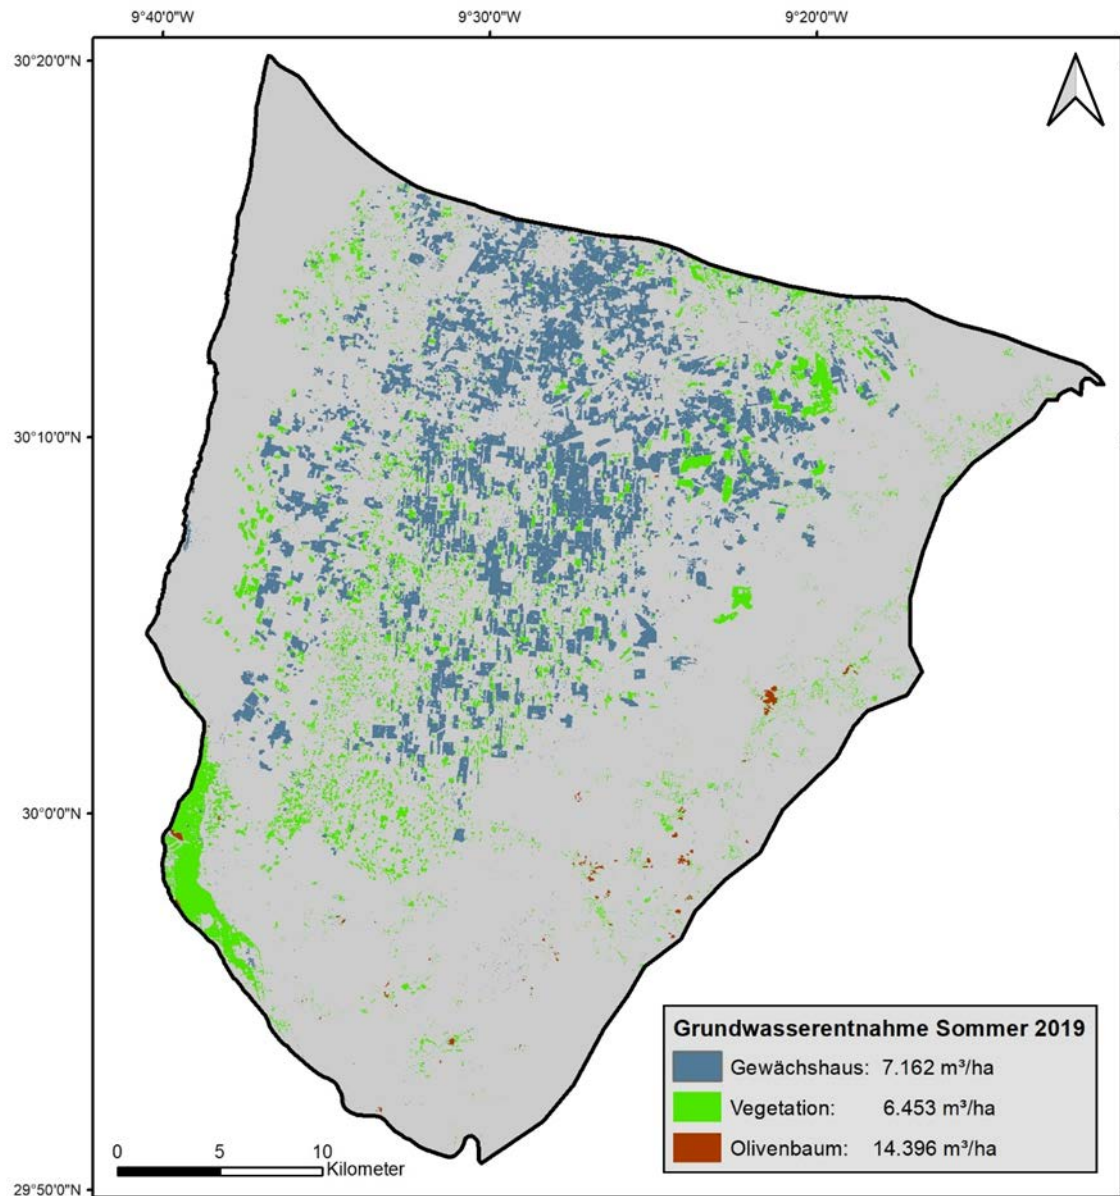 9°40'0"W 9°30'0"W 9°20'0"W
30°20'0"N
30°10'0"N
30°0'0"N
29°50'0"N
Grundwasserentnahme Sommer 2019
Gewächshaus: 7.162 m³/ha
Vegetation: 6.453 m³/ha
Olivenbaum: 14.396 m³/ha
0 5 10
Kilometer